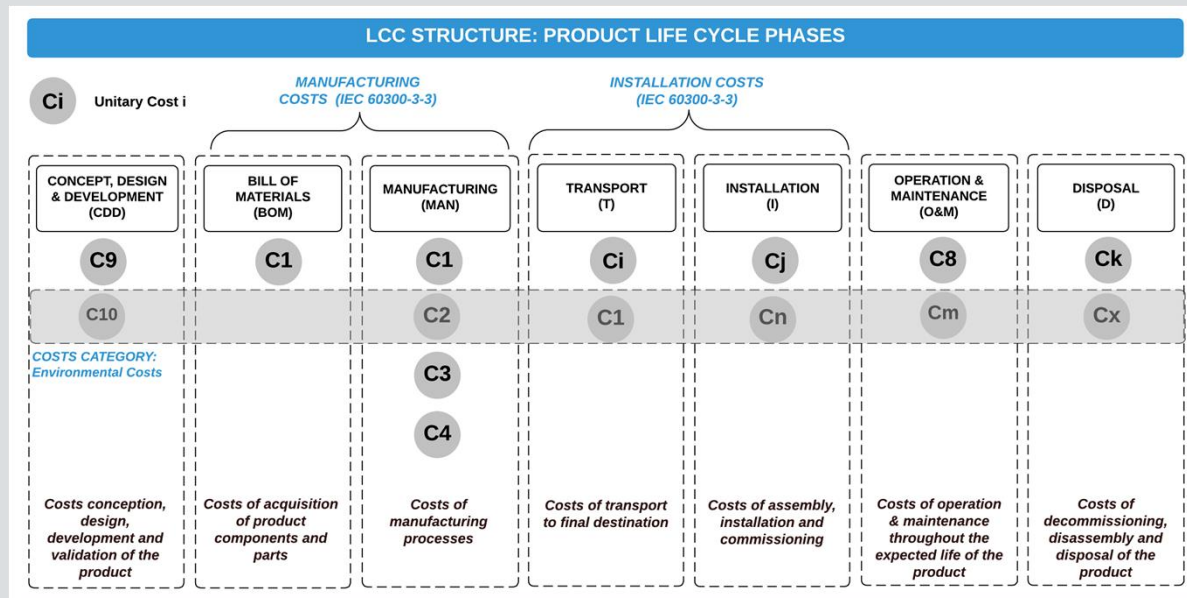 LCC STRUCTURE: PRODUCT LIFE CYCLE PHASES
Ci
Unitary Cost i
MANUFACTURING
COSTS (IEC 60300-3-3)
INSTALLATION COSTS
(IEC 60300-3-3)
CONCEPT, DESIGN
& DEVELOPMENT
(CDD)
BILL OF
MATERIALS
(BOM)
MANUFACTURING
(MAN)
TRANSPORT
(T)
INSTALLATION
(I)
OPERATION &
MAINTENANCE
(O&M)
DISPOSAL
(D)
C9
C1
C1
Ci
Cj
C8
Ck
C10
C2
C1
Cn
Cm
Cx
COSTS CATEGORY:
Environmental Costs
C3
C4
Costs conception,
design,
development and
validation of the
product
Costs of acquisition
of product
components and
parts
Costs of
manufacturing
processes
Costs of transport
to final destination
Costs of assembly,
installation and
commissioning
Costs of operation
& maintenance
throughout the
expected life of the
product
Costs of
decommissioning,
disassembly and
disposal of the
product